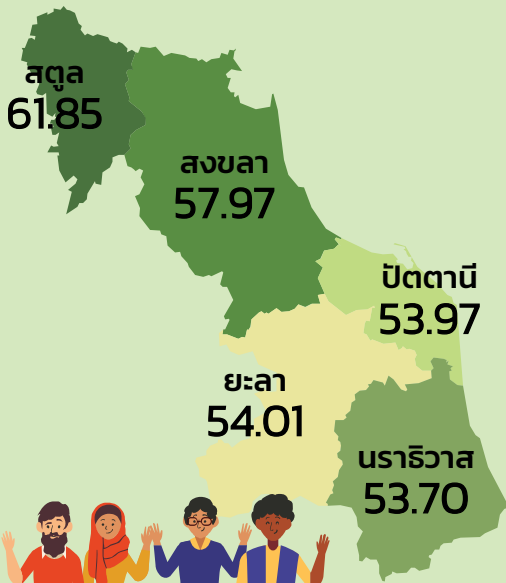 สตูล
61.85
สงขลา
57.97
ปัตตานี
53.97
ยะลา
54.01
นราธิวาส
53.70